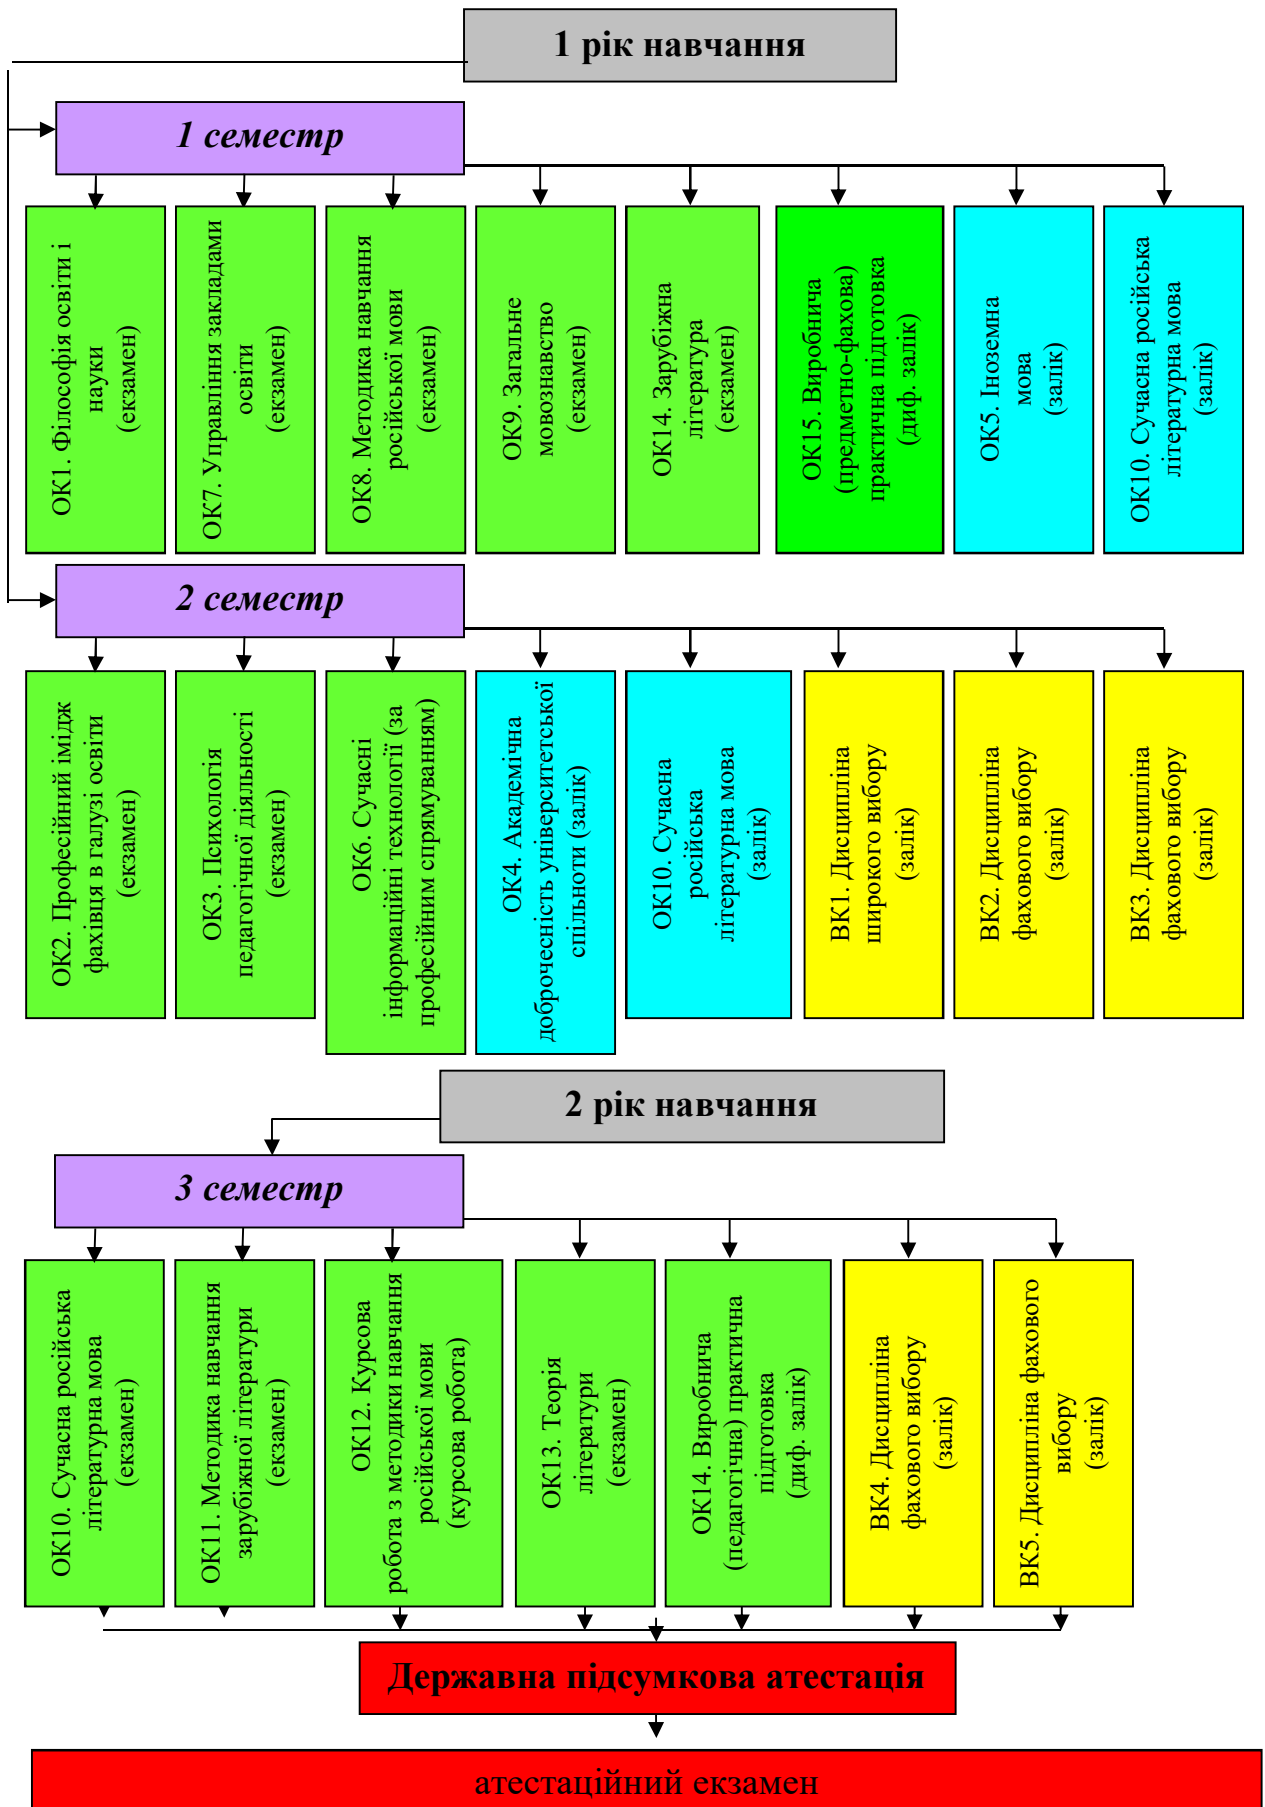 1 рік навчання
1 семестр
ОК1. Філософія освіти і
науки
(екзамен)
ОК7. Управління закладами
освіти
(екзамен)
ОК8. Методика навчання
російської мови
(екзамен)
ОК9. Загальне
мовознавство
(екзамен)
ОК14. Зарубіжна
література
(екзамен)
ОК15. Виробнича
(предметно-фахова)
практична підготовка
(диф. залік)
ОК5. Іноземна
мова
(залік)
ОК10. Сучасна російська
літературна мова
(залік)
2 семестр
ОК2. Професійний імідж
фахівця в галузі освіти
(екзамен)
ОК3. Психологія
педагогічної діяльності
(екзамен)
ОК6. Сучасні
інформаційні технології (за
професійним спрямуванням)
ОК4. Академічна
доброчесність університетської
спільноти (залік)
ОК10. Сучасна
російська
літературна мова
(залік)
ВК1. Дисципліна
широкого вибору
(залік)
ВК2. Дисципліна
фахового вибору
(залік)
ВК3. Дисципліна
фахового вибору
(залік)
2 рік навчання
3 семестр
ОК10. Сучасна російська
літературна мова
(екзамен)
ОК11. Методика навчання
зарубіжної літератури
(екзамен)
ОК12. Курсова
робота з методики навчання
російської мови
(курсова робота)
ОК13. Теорія
літератури
(екзамен)
ОК14. Виробнича
(педагогічна) практична
підготовка
(диф. залік)
ВК4. Дисципліна
фахового вибору
(залік)
ВК5. Дисципліна фахового
вибору
(залік)
Державна підсумкова атестація
атестаційний екзамен